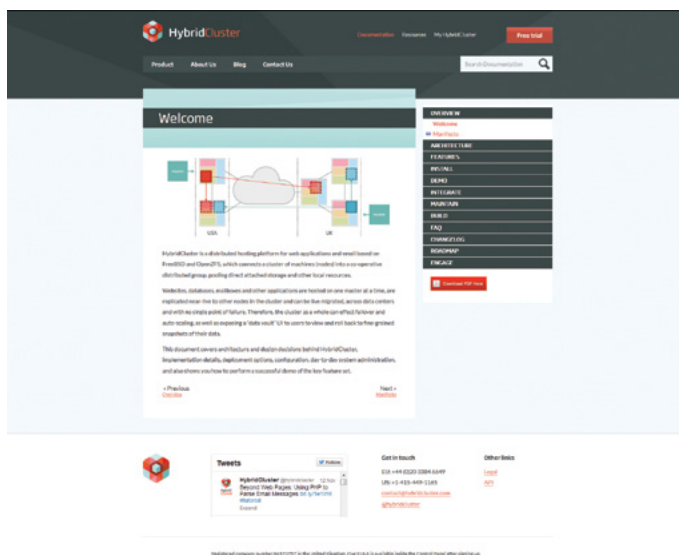 HybridCluster
Documentation Resources My HybridCluster
Free trial
Product About Us Blog Contact Us
Search Documentation
Welcome
USA
UK
HybridCluster is a distributed hosting platform for web applications and email based on
FreeBSD and OpenZFS, which connects a cluster of machines (nodes) into a co-operative
distributed group, pooling direct attached storage and other local resources.
Websites, databases, mailboxes and other applications are hosted on one master at a time, are
replicated near-live to other nodes in the cluster and can be live migrated, across data centers
and with no single point of failure. Therefore, the cluster as a whole can effect failover and
auto-scaling, as well as exposing a 'data vault' UI to users to view and roll back to fine-grained
snapshots of their data.
This document covers architecture and design decisions behind HybridCluster,
implementation details, deployment options, configuration, day-to-day system administration,
and also shows you how to perform a successful demo of the key feature set.
« Previous
Overview
Next »
Manifesto
OVERVIEW
Welcome
Manifesto
ARCHITECTURE
FEATURES
INSTALL
DEMO
INTEGRATE
MAINTAIN
BUILD
FAQ
CHANGELOG
ROADMAP
ENGAGE
Download PDF here
Tweets
Follow
HybridCluster @hybridcluster 12 Nov
Beyond Web Pages: Using PHP to
Parse Email Messages
#tutorial
Expand
Get in touch
contact@hybridcluster.com
@hybridcluster
Other links
Legal
API